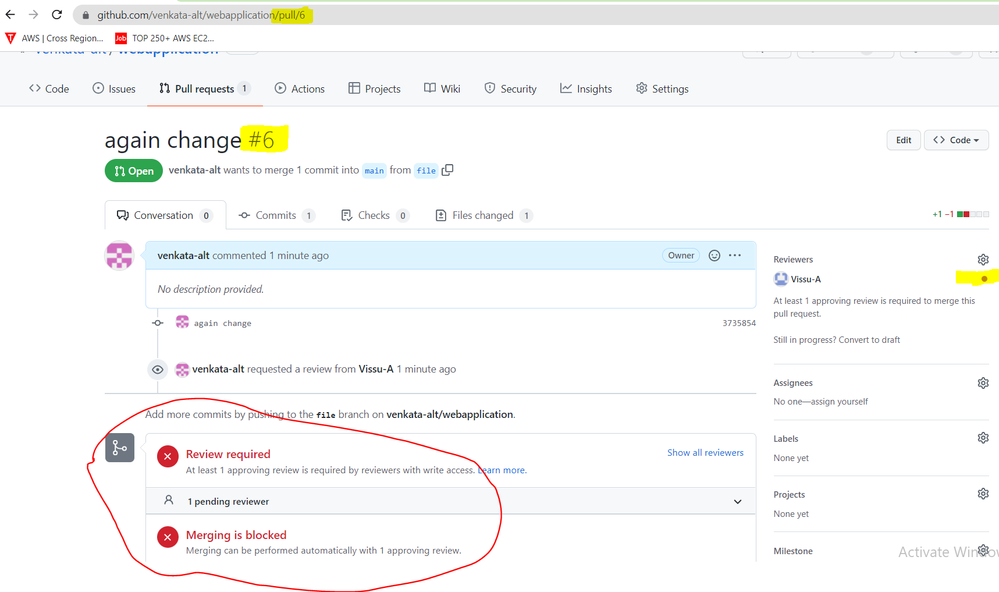 github.com/venkata-alt/webapplication/pull/6
AWS | Cross Region... TOP 250+ AWS EC2...
venkata-alt / webapplication
Code Issues Pull requests 1 Actions Projects Wiki Security Insights Settings
again change #6
Edit Code
Open venkata-alt wants to merge 1 commit into main from file
Conversation 0 Commits 1 Checks 0 Files changed 1
+1 −1
venkata-alt commented 1 minute ago Owner
No description provided.
again change 3735854
venkata-alt requested a review from Vissu-A 1 minute ago
Add more commits by pushing to the file branch on venkata-alt/webapplication.
Review required
Show all reviewers
At least 1 approving review is required by reviewers with write access. Learn more.
1 pending reviewer
Merging is blocked
Merging can be performed automatically with 1 approving review.
Reviewers
Vissu-A
At least 1 approving review is required to merge this
pull request.
Still in progress? Convert to draft
Assignees
No one—assign yourself
Labels
None yet
Projects
None yet
Milestone
Activate Window